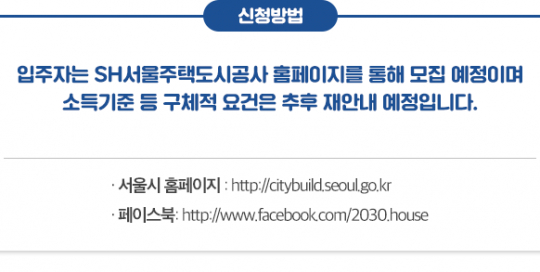 신청방법
입주자는 SH서울주택도시공사 홈페이지를 통해 모집 예정이며
소득기준 등 구체적 요건은 추후 재안내 예정입니다.
· 서울시 홈페이지 : http://citybuild.seoul.go.kr
· 페이스북: http://www.facebook.com/2030.house